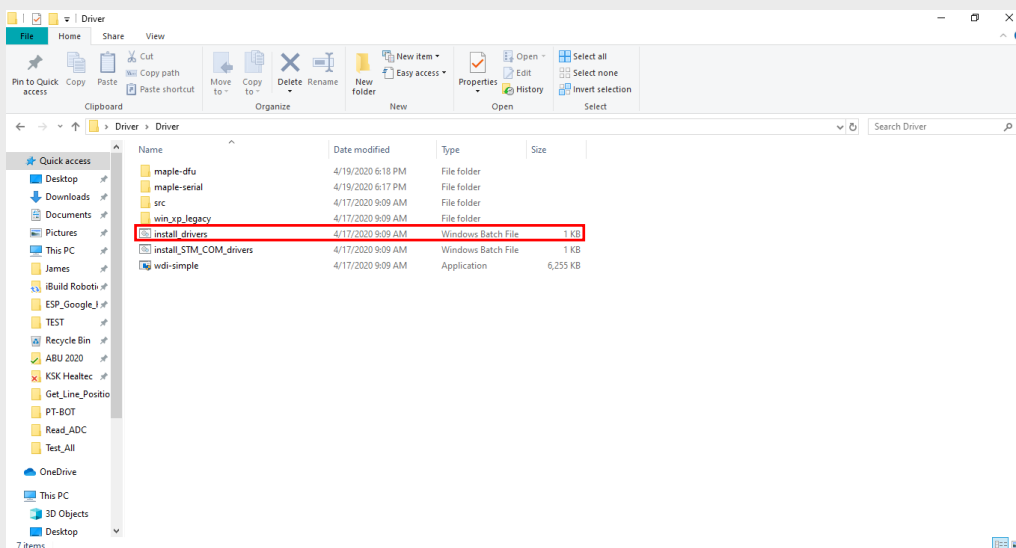 Driver
File Home Share View
Pin to Quick access
Copy
Paste
Cut
Copy path
Paste shortcut
Clipboard
Move to
Copy to
Delete
Rename
Organize
New folder
New item
Easy access
New
Properties
Open
Edit
History
Open
Select all
Select none
Invert selection
Select
Driver > Driver
Search Driver
Name Date modified Type Size
maple-dfu 4/19/2020 6:18 PM File folder
maple-serial 4/19/2020 6:17 PM File folder
src 4/17/2020 9:09 AM File folder
win_xp_legacy 4/17/2020 9:09 AM File folder
install_drivers 4/17/2020 9:09 AM Windows Batch File 1 KB
install_STM_COM_drivers 4/17/2020 9:09 AM Windows Batch File 1 KB
wdi-simple 4/17/2020 9:09 AM Application 6,255 KB
Quick access
Desktop
Downloads
Documents
Pictures
This PC
James
iBuild Roboti
ESP_Google_
TEST
Recycle Bin
ABU 2020
KSK Healtec
Get_Line_Positio
PT-BOT
Read_ADC
Test_All
OneDrive
This PC
3D Objects
Desktop
7 items